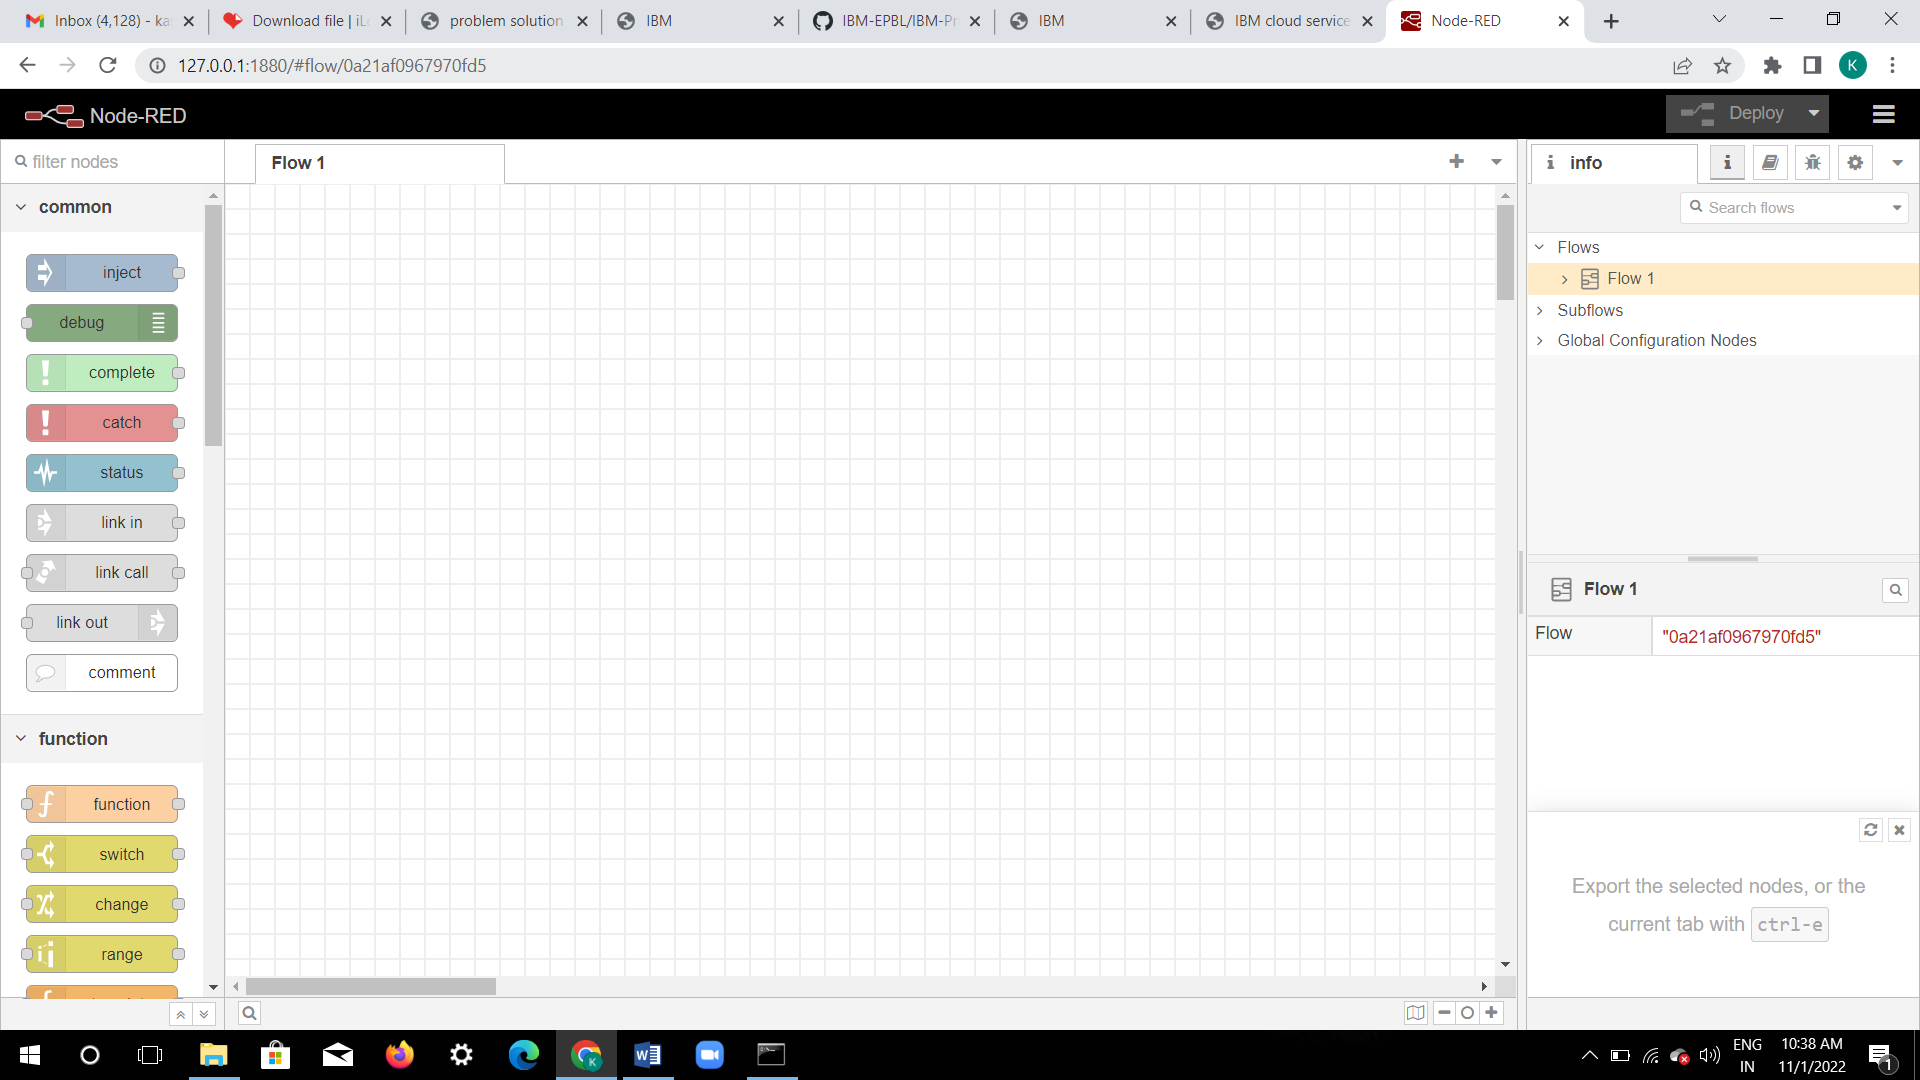 Inbox (4,128) - ka
Download file | iLo
problem solution
IBM
IBM-EPBL/IBM-Pr
IBM
IBM cloud service
Node-RED
127.0.0.1:1880/#flow/0a21af0967970fd5
K
Node-RED
Deploy
filter nodes
Flow 1
info
common
Search flows
inject
debug
complete
catch
status
link in
link call
link out
comment
function
function
switch
change
range
Flows
Flow 1
Subflows
Global Configuration Nodes
Flow 1
Flow
"0a21af0967970fd5"
Export the selected nodes, or the
current tab with ctrl-e
ENG
IN
10:38 AM
11/1/2022
1